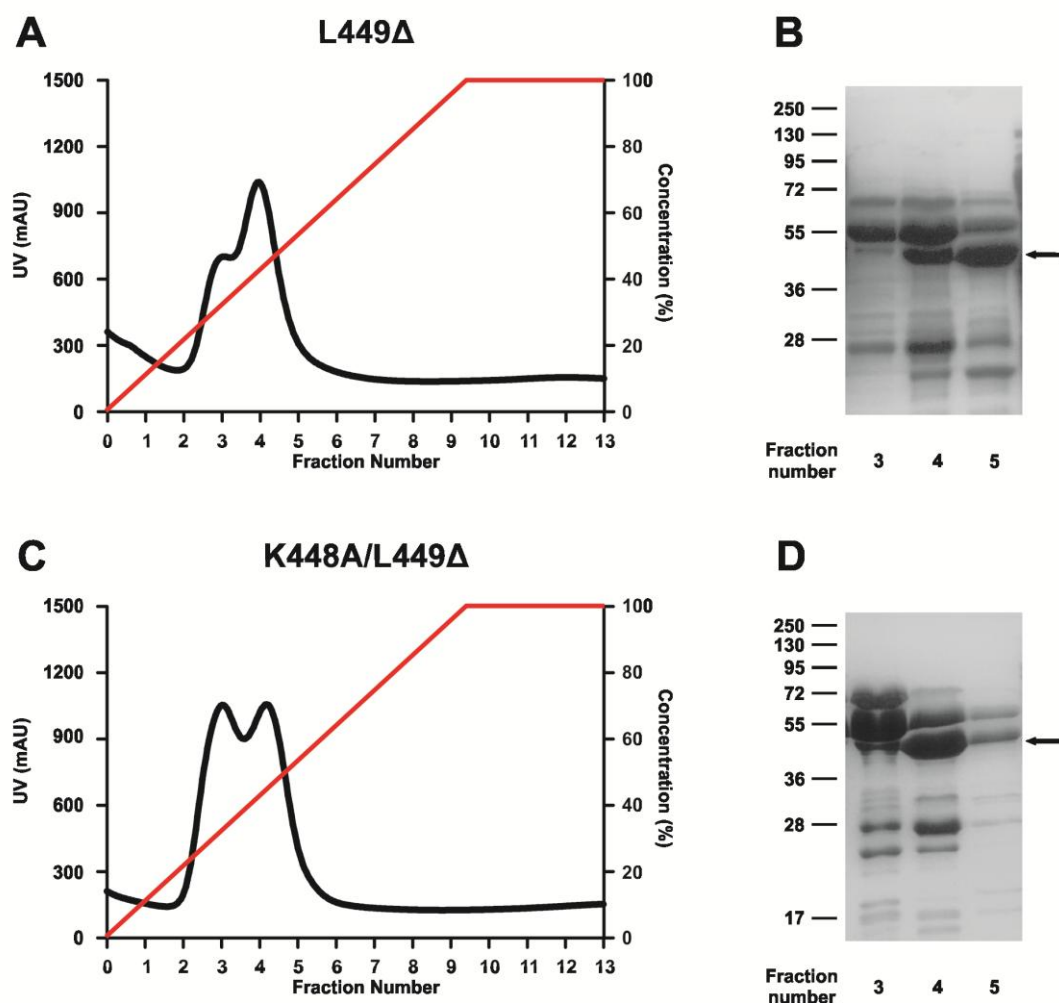 A
L449Δ
1500
1200
900
600
300
0
UV (mAU)
100
80
60
40
20
0
Concentration (%)
0 1 2 3 4 5 6 7 8 9 10 11 12 13
Fraction Number
B
250
130
95
72
55
36
28
Fraction
number 3 4 5
C
K448A/L449Δ
1500
1200
900
600
300
0
UV (mAU)
100
80
60
40
20
0
Concentration (%)
0 1 2 3 4 5 6 7 8 9 10 11 12 13
Fraction Number
D
250
130
95
72
55
36
28
17
Fraction
number 3 4 5